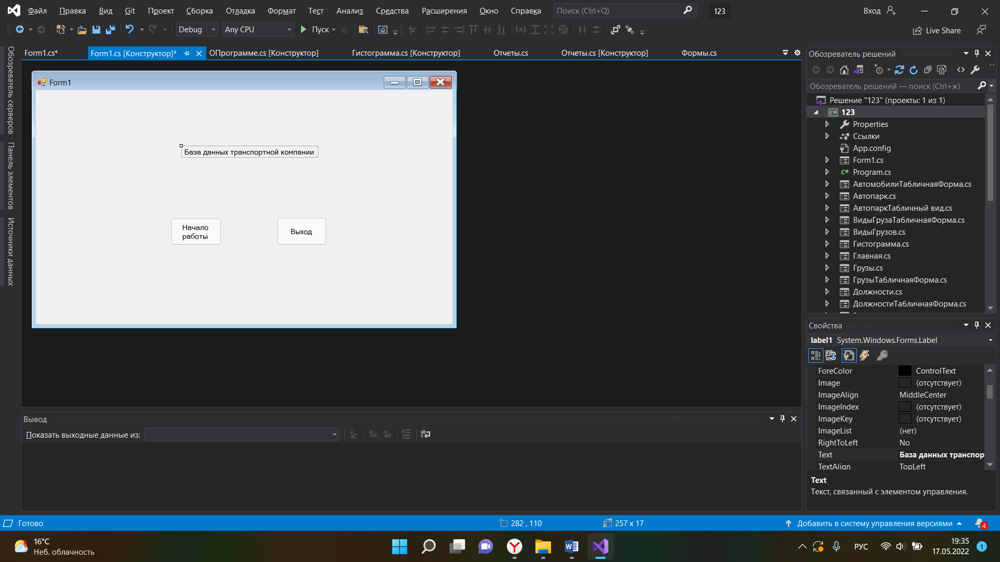 Файл Правка Вид Git Проект Сборка Отладка Формат Тест Анализ Средства Расширения Окно Справка Поиск (Ctrl+Q) 123 Вход
Debug Any CPU Пуск Live Share
Form1.cs* Form1.cs [Конструктор]* ОПрограмме.cs [Конструктор] Гистограмма.cs [Конструктор] Отчеты.cs Отчеты.cs [Конструктор] Формы.cs
Обозреватель серверов
Панель элементов
Источники данных
Form1
База данных транспортной компании
Начало
работы
Выход
Вывод
Показать выходные данные из:
Обозреватель решений
Обозреватель решений — поиск (Ctrl+ж)
Решение "123" (проекты: 1 из 1)
123
Properties
Ссылки
App.config
Form1.cs
Program.cs
АвтомобилиТабличнаяФорма.cs
Автопарк.cs
АвтопаркТабличный вид.cs
ВидыГрузаТабличнаяФорма.cs
ВидыГрузов.cs
Гистограмма.cs
Главная.cs
Грузы.cs
ГрузыТабличнаяФорма.cs
Должности.cs
ДолжностиТабличнаяФорма.cs
Свойства
label1 System.Windows.Forms.Label
ForeColor ControlText
Image (отсутствует)
ImageAlign MiddleCenter
ImageIndex (отсутствует)
ImageKey (отсутствует)
ImageList (нет)
RightToLeft No
Text База данных транспор
TextAlign TopLeft
Text
Текст, связанный с элементом управления.
Готово 282 , 110 257 x 17 Добавить в систему управления версиями 4
16°C
Неб. облачность
РУС
19:35
17.05.2022
1